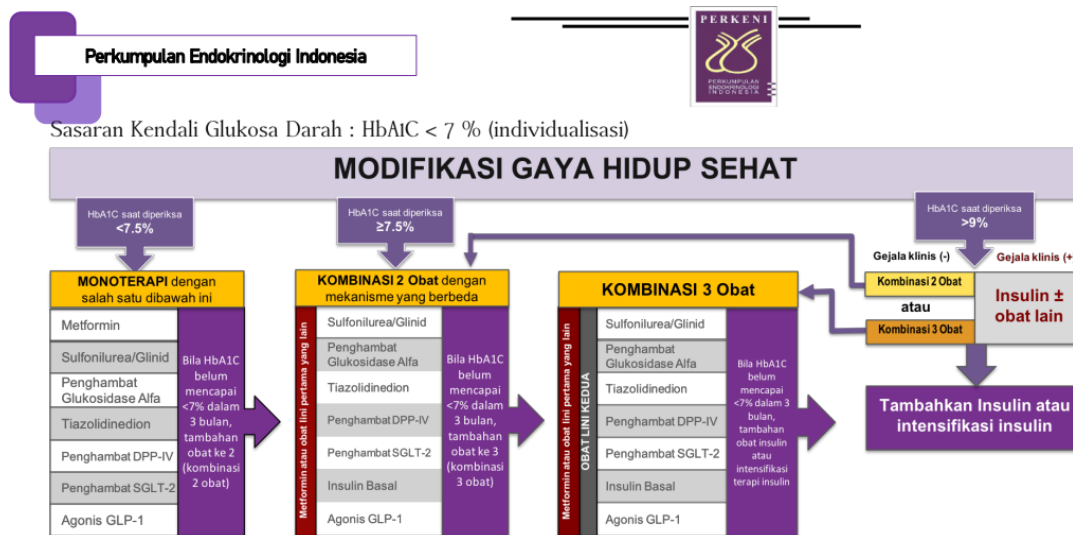 Perkumpulan Endokrinologi Indonesia
PERKENI
PERKUMPULAN
ENDOKRINOLOGI
INDONESIA
Sasaran Kendali Glukosa Darah : HbA1C < 7 % (individualisasi)
MODIFIKASI GAYA HIDUP SEHAT
HbA1C saat diperiksa
<7.5%
HbA1C saat diperiksa
≥7.5%
HbA1C saat diperiksa
>9%
MONOTERAPI dengan
salah satu dibawah ini
Metformin
Sulfonilurea/Glinid
Penghambat
Glukosidase Alfa
Tiazolidinedion
Penghambat DPP-IV
Penghambat SGLT-2
Agonis GLP-1
Bila HbA1C
belum
mencapai
<7% dalam
3 bulan,
tambahan
obat ke 2
(kombinasi
2 obat)
KOMBINASI 2 Obat dengan
mekanisme yang berbeda
Metformin atau obat lini pertama yang lain
Sulfonilurea/Glinid
Penghambat
Glukosidase Alfa
Tiazolidinedion
Penghambat DPP-IV
Penghambat SGLT-2
Insulin Basal
Agonis GLP-1
Bila HbA1C
belum
mencapai
<7% dalam
3 bulan,
tambahan
obat ke 3
(kombinasi
3 obat)
KOMBINASI 3 Obat
Metformin atau obat lini pertama yang lain
OBAT LINI KEDUA
Sulfonilurea/Glinid
Penghambat
Glukosidase Alfa
Tiazolidinedion
Penghambat DPP-IV
Penghambat SGLT-2
Insulin Basal
Agonis GLP-1
Bila HbA1C
belum
mencapai
<7% dalam 3
bulan,
tambahan
obat insulin
atau
intensifikasi
terapi insulin
Gejala klinis (-)
Gejala klinis (+
Kombinasi 2 Obat
atau
Kombinasi 3 Obat
Insulin ±
obat lain
Tambahkan Insulin atau
intensifikasi insulin